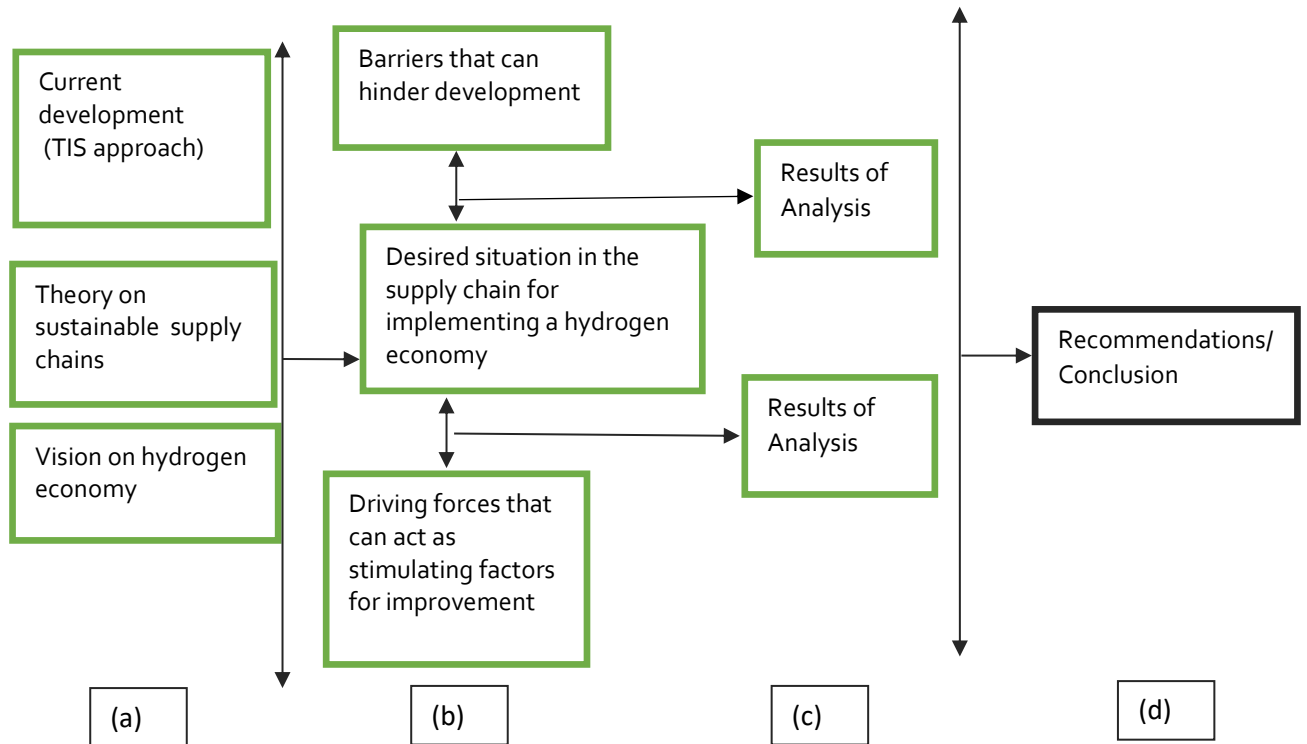 Current
development
(TIS approach)
Theory on
sustainable supply
chains
Vision on hydrogen
economy
Barriers that can
hinder development
Desired situation in the
supply chain for
implementing a hydrogen
economy
Driving forces that
can act as
stimulating factors
for improvement
Results of
Analysis
Results of
Analysis
Recommendations/
Conclusion
(a)
(b)
(c)
(d)